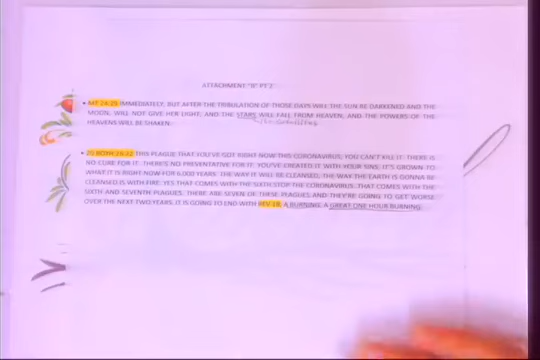 ATTACHMENT "B" PT 2
• MT 24:29 IMMEDIATELY, BUT AFTER THE TRIBULATION OF THOSE DAYS WILL THE SUN BE DARKENED AND THE
MOON, WILL NOT GIVE HER LIGHT, AND THE STARS WILL FALL FROM HEAVEN, AND THE POWERS OF THE
HEAVENS WILL BE SHAKEN
THIS PLAGUE THAT YOU'VE GOT RIGHT NOW THIS CORONAVIRUS, YOU CAN'T KILL IT. THERE IS
NO CURE FOR IT. THERE'S NO PREVENTATIVE FOR IT. YOU'VE CREATED IT WITH YOUR SINS, IT'S GROWN TO
WHAT IT IS RIGHT NOW FOR 6,000 YEARS. THE WAY IT WILL BE CLEANSED, THE WAY THE EARTH IS GONNA BE
CLEANSED IS WITH FIRE; YES THAT COMES WITH THE SIXTH STOP THE CORONAVIRUS. THAT COMES WITH THE
SIXTH AND SEVENTH PLAGUES. THERE ARE SEVEN OF THESE PLAGUES, AND THEY'RE GOING TO GET WORSE
OVER THE NEXT TWO YEARS. IT IS GOING TO END WITH REV 18, A BURNING, A GREAT ONE HOUR BURNING.